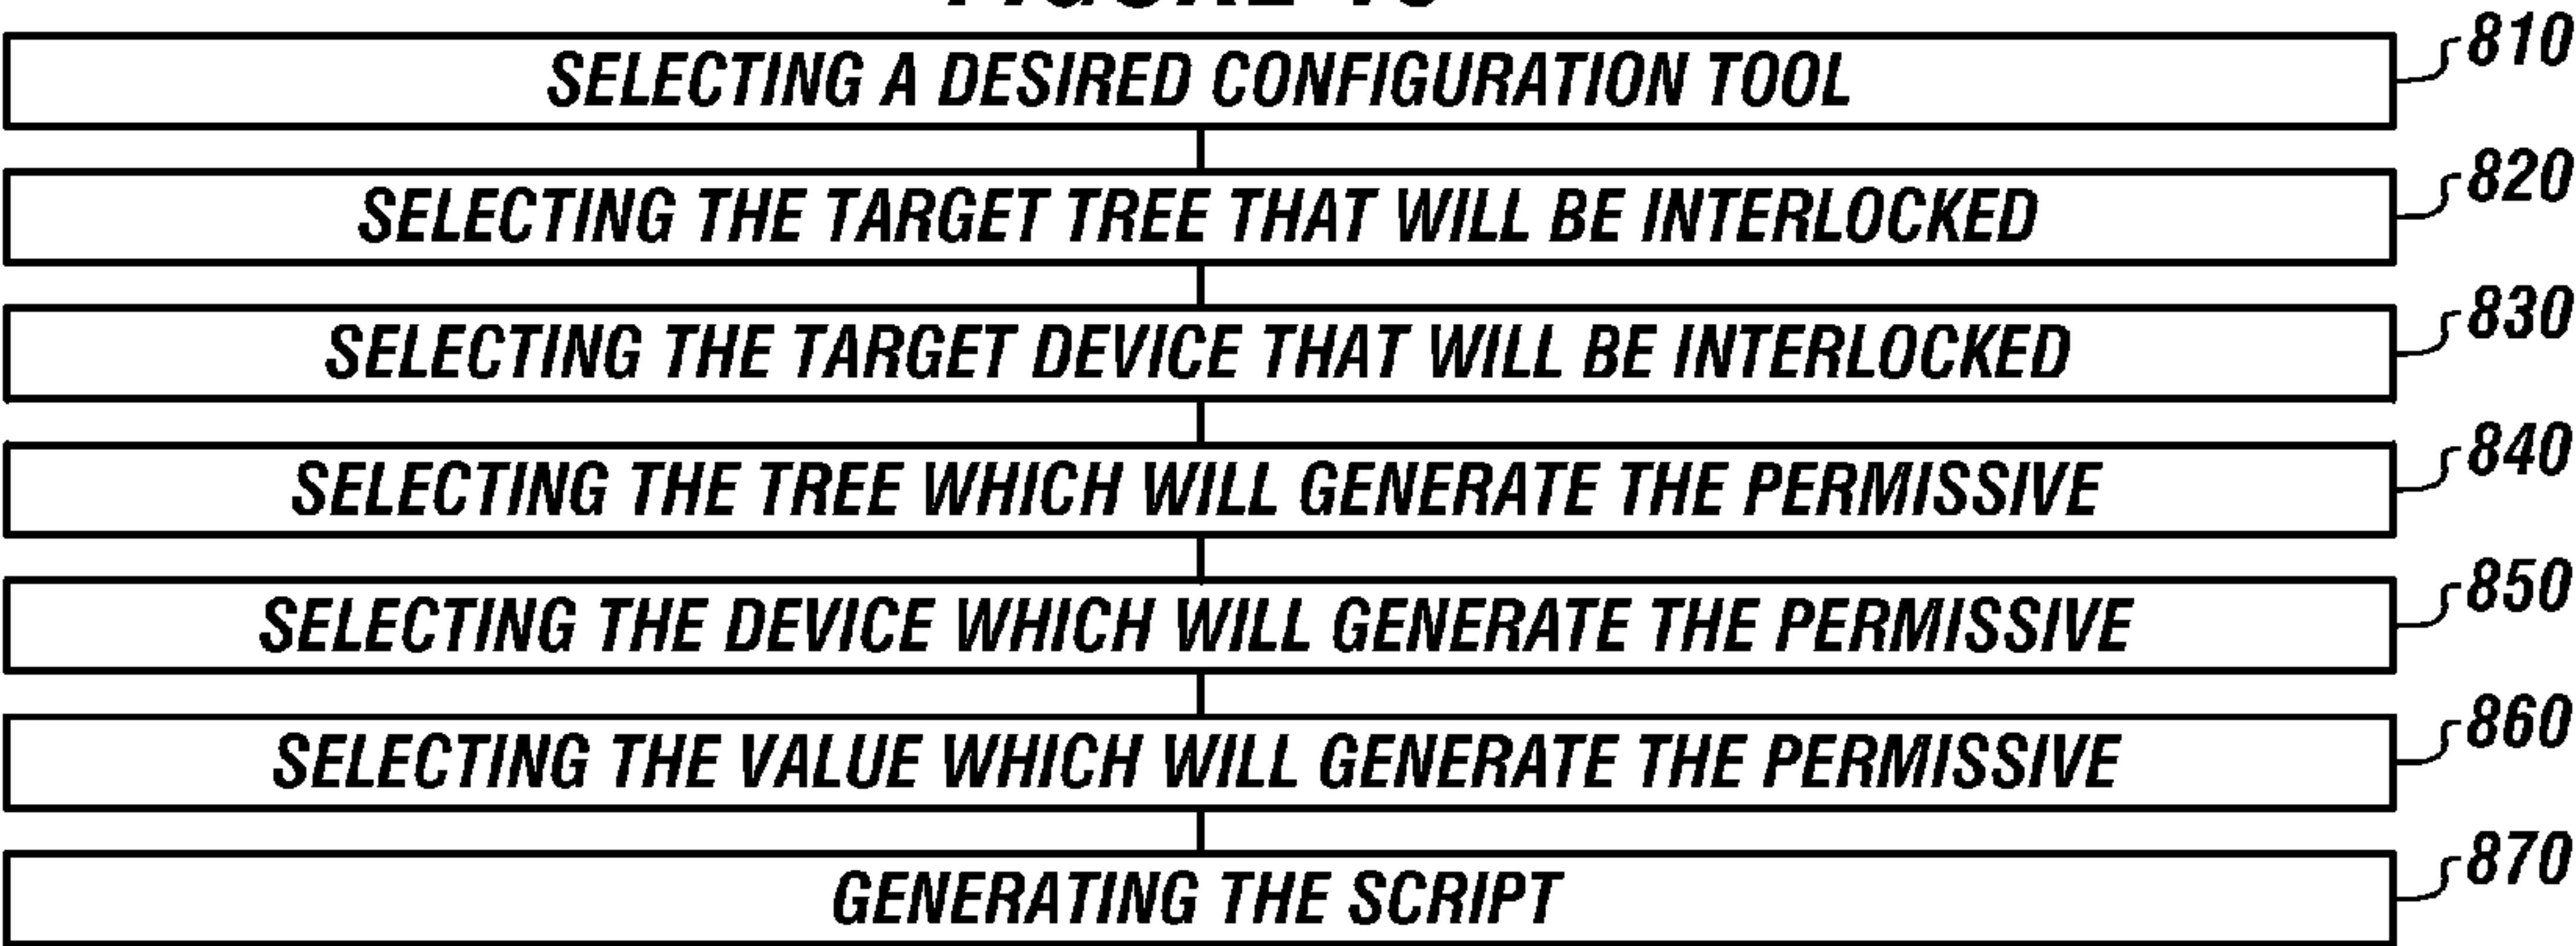 SELECTING A DESIRED CONFIGURATION TOOL 810
SELECTING THE TARGET TREE THAT WILL BE INTERLOCKED 820
SELECTING THE TARGET DEVICE THAT WILL BE INTERLOCKED 830
SELECTING THE TREE WHICH WILL GENERATE THE PERMISSIVE 840
SELECTING THE DEVICE WHICH WILL GENERATE THE PERMISSIVE 850
SELECTING THE VALUE WHICH WILL GENERATE THE PERMISSIVE 860
GENERATING THE SCRIPT 870